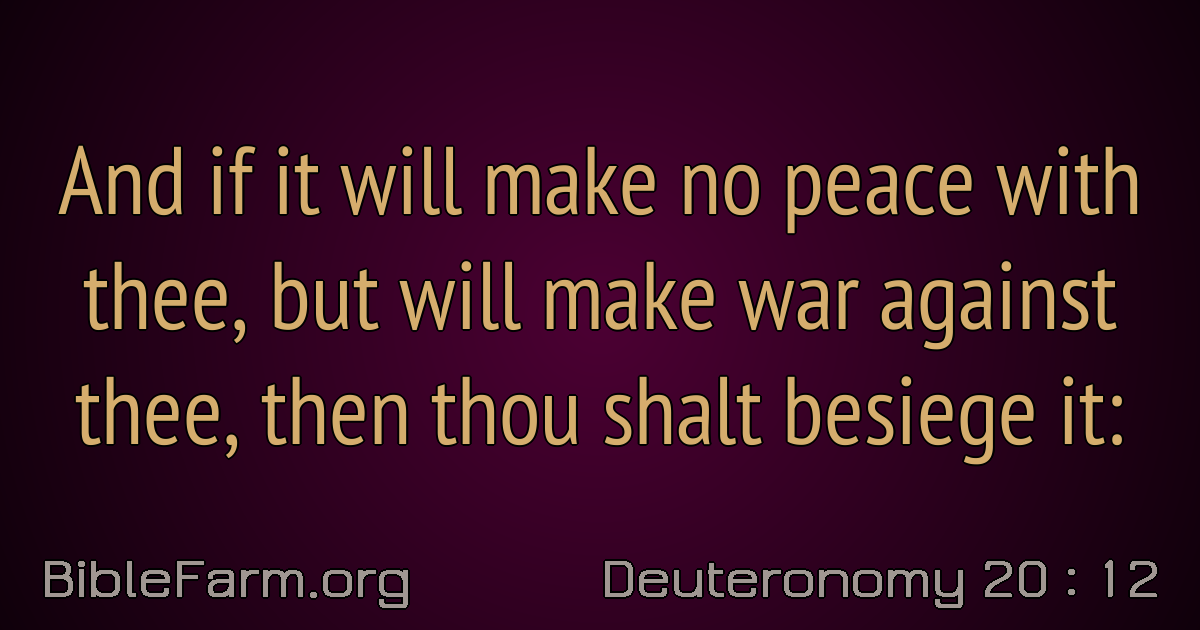 And if it will make no peace with
thee, but will make war against
thee, then thou shalt besiege it:
BibleFarm.org Deuteronomy 20 : 12